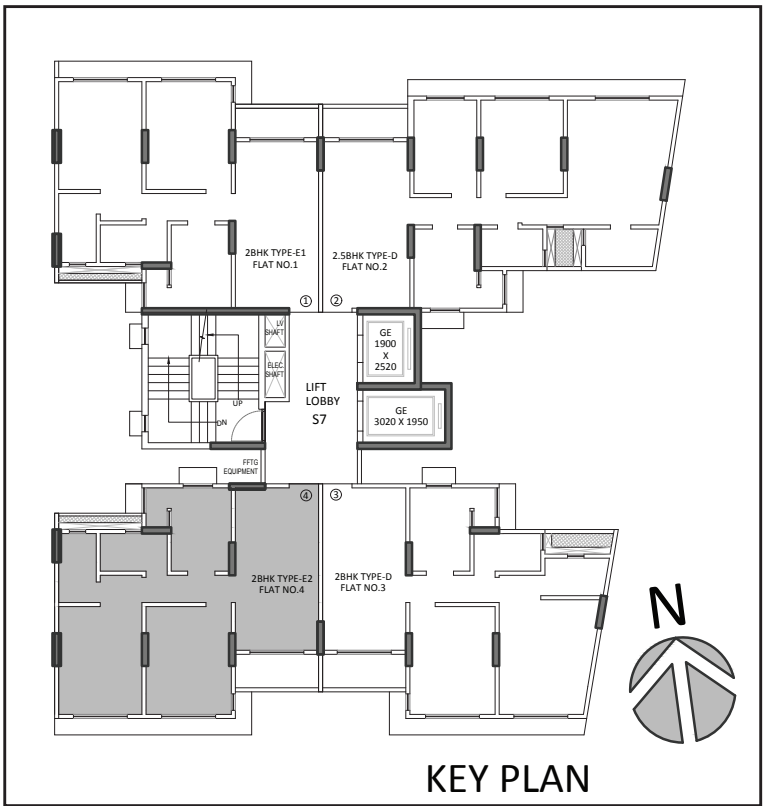 2BHK TYPE-E1
FLAT NO.1
2.5BHK TYPE-D
FLAT NO.2
①
②
LV
SHAFT
ELEC.
SHAFT
UP
DN
GE
1900
X
2520
LIFT
LOBBY
S7
GE
3020 X 1950
FFTG
EQUIPMENT
④
③
2BHK TYPE-E2
FLAT NO.4
2BHK TYPE-D
FLAT NO.3
N
KEY PLAN